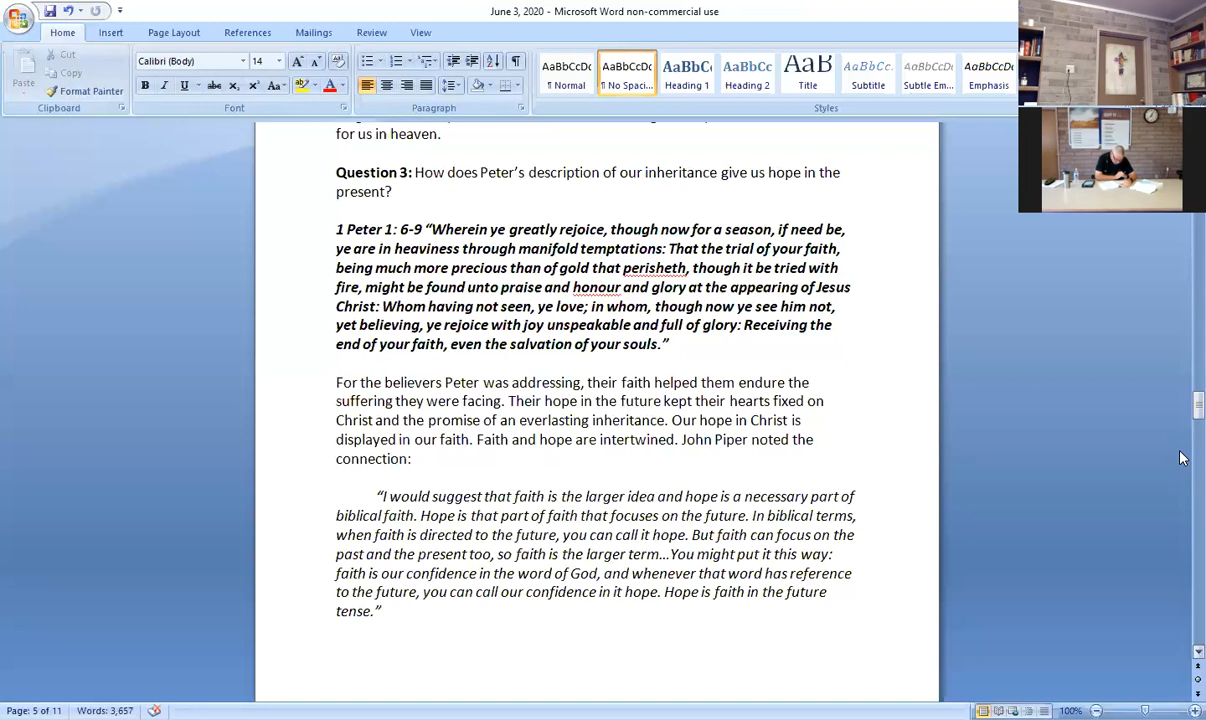 June 3, 2020 - Microsoft Word non-commercial use
Home Insert Page Layout References Mailings Review View
Cut
Copy
Format Painter
Paste
Clipboard
Calibri (Body) 14
Font
Paragraph
AaBbCcDc AaBbCcDc AaBbC AaBbCc AaB AaBbCc. AaBbCcDc AaBbCcDc
¶ Normal ¶ No Spaci... Heading 1 Heading 2 Title Subtitle Subtle Em... Emphasis
Styles
for us in heaven.
Question 3: How does Peter’s description of our inheritance give us hope in the
present?
1 Peter 1: 6-9 “Wherein ye greatly rejoice, though now for a season, if need be,
ye are in heaviness through manifold temptations: That the trial of your faith,
being much more precious than of gold that perisheth, though it be tried with
fire, might be found unto praise and honour and glory at the appearing of Jesus
Christ: Whom having not seen, ye love; in whom, though now ye see him not,
yet believing, ye rejoice with joy unspeakable and full of glory: Receiving the
end of your faith, even the salvation of your souls.”
For the believers Peter was addressing, their faith helped them endure the
suffering they were facing. Their hope in the future kept their hearts fixed on
Christ and the promise of an everlasting inheritance. Our hope in Christ is
displayed in our faith. Faith and hope are intertwined. John Piper noted the
connection:
“I would suggest that faith is the larger idea and hope is a necessary part of
biblical faith. Hope is that part of faith that focuses on the future. In biblical terms,
when faith is directed to the future, you can call it hope. But faith can focus on the
past and the present too, so faith is the larger term…You might put it this way:
faith is our confidence in the word of God, and whenever that word has reference
to the future, you can call our confidence in it hope. Hope is faith in the future
tense.”
Page: 5 of 11 Words: 3,657 100%